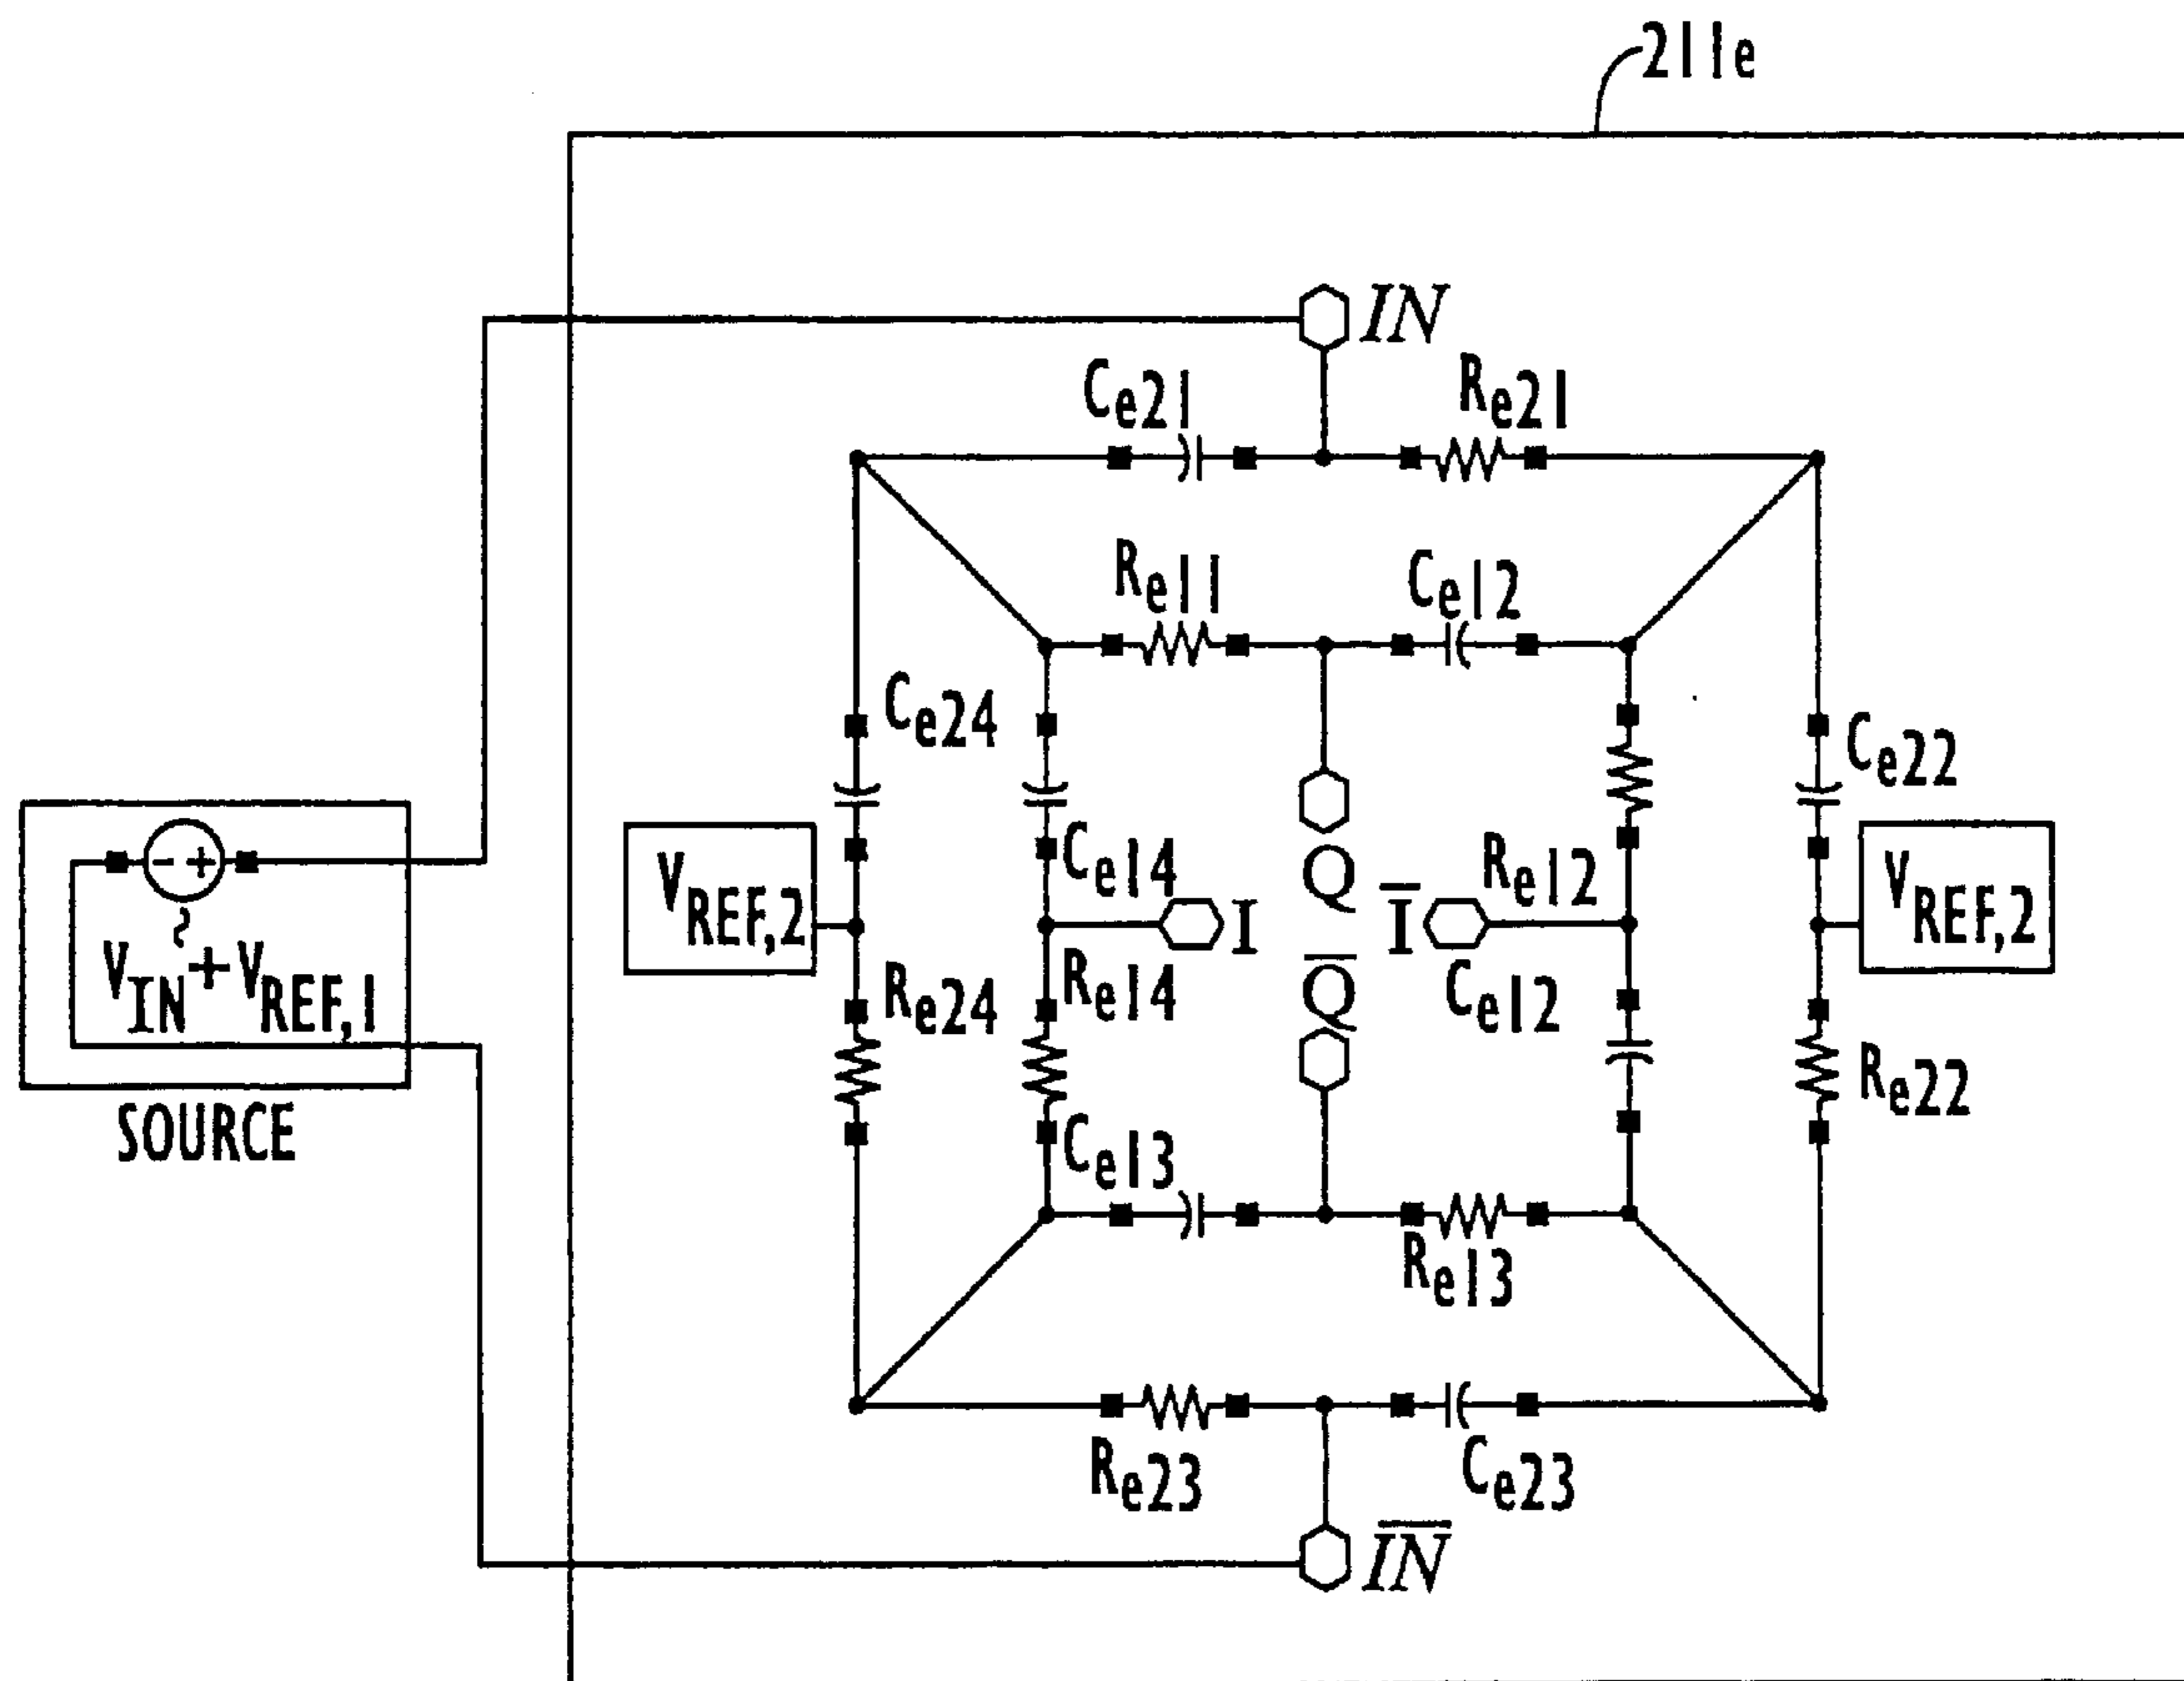 211e
IN
Ce21
Re21
Re11
Ce12
Ce24
Ce22
Ce14
Q
Re12
VREF,2
I
I̅
VREF,2
- +
~
VIN+VREF,1
Re24
Re14
Q̅
Ce12
Re22
SOURCE
Ce13
Re13
Re23
Ce23
I̅N̅